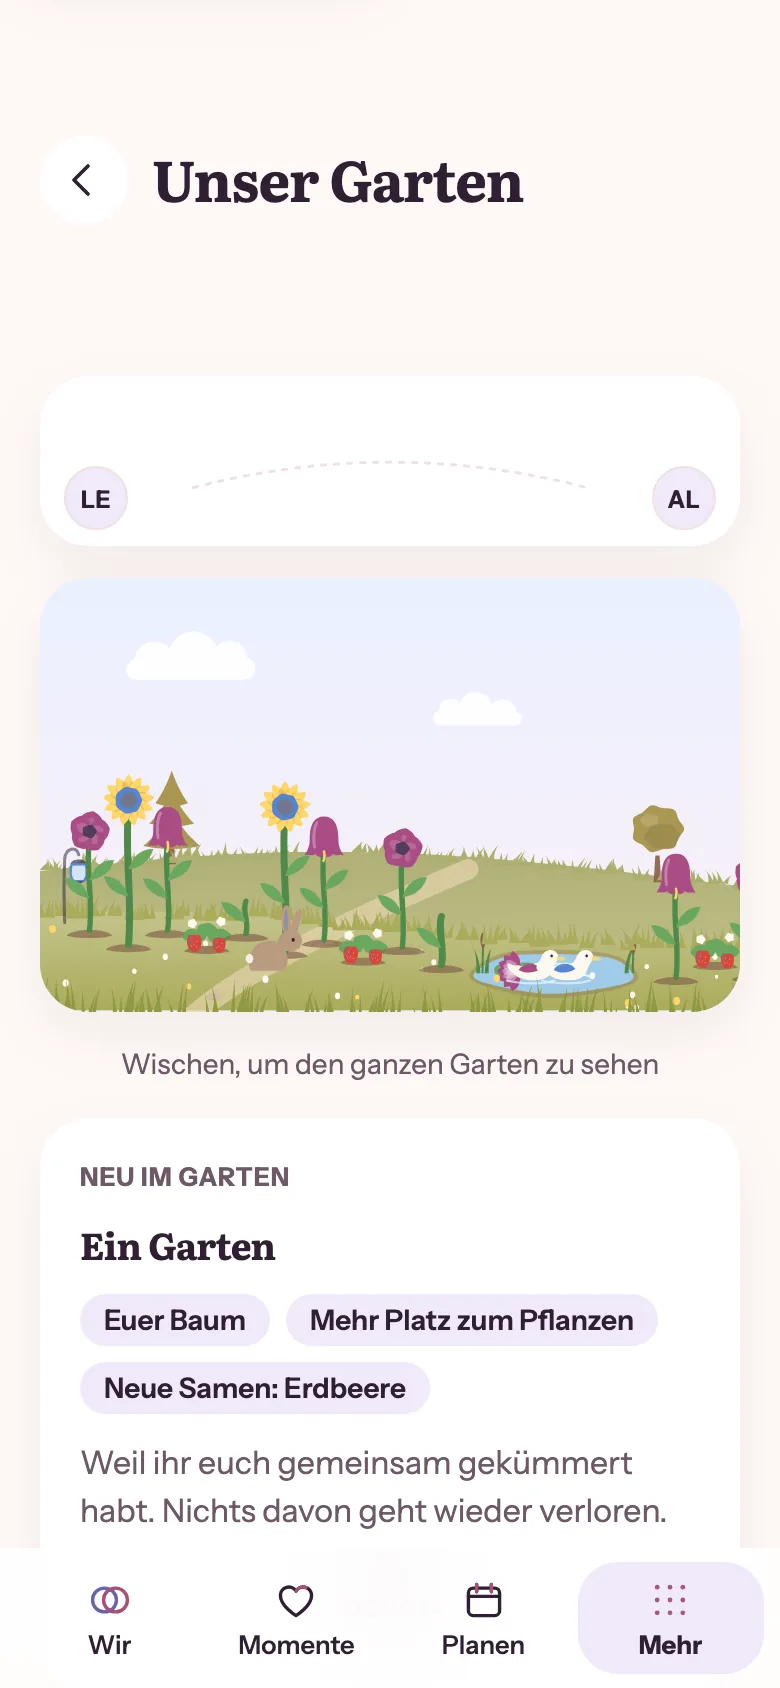 Unser Garten
LE
AL
Wischen, um den ganzen Garten zu sehen
NEU IM GARTEN
Ein Garten
Euer Baum
Mehr Platz zum Pflanzen
Neue Samen: Erdbeere
Weil ihr euch gemeinsam gekümmert
habt. Nichts davon geht wieder verloren.
Wir
Momente
Planen
Mehr